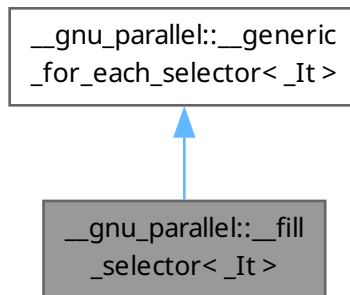 __gnu_parallel::__generic
_for_each_selector< _It >
__gnu_parallel::__fill
_selector< _It >